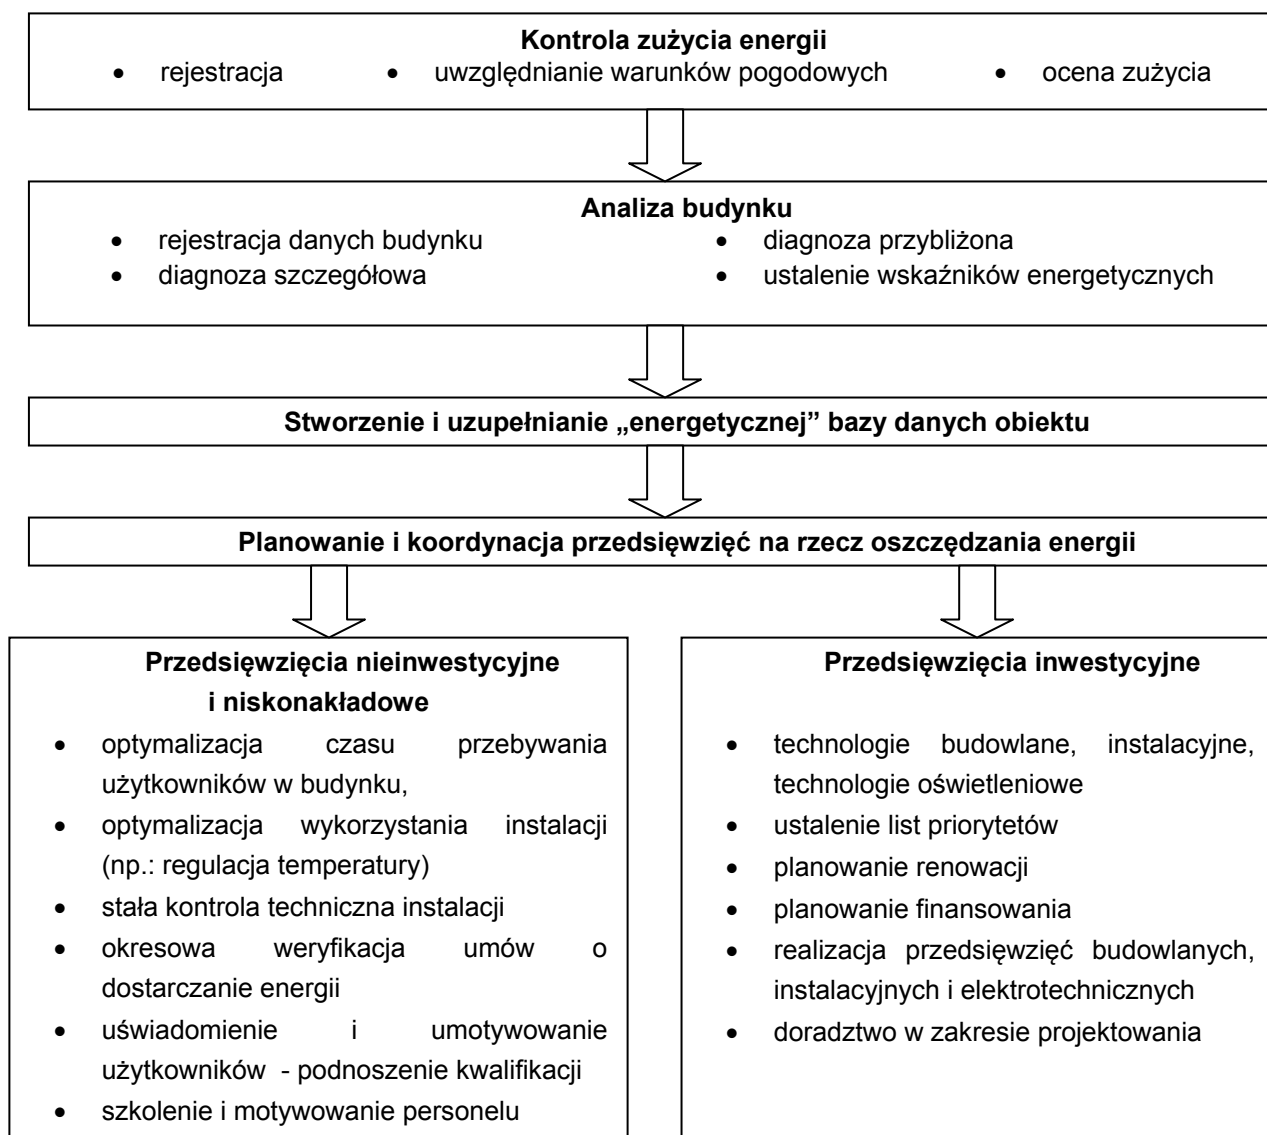 Kontrola zużycia energii
• rejestracja • uwzględnianie warunków pogodowych • ocena zużycia
Analiza budynku
• rejestracja danych budynku • diagnoza przybliżona
• diagnoza szczegółowa • ustalenie wskaźników energetycznych
Stworzenie i uzupełnianie „energetycznej” bazy danych obiektu
Planowanie i koordynacja przedsięwzięć na rzecz oszczędzania energii
Przedsięwzięcia nieinwestycyjne
i niskonakładowe
• optymalizacja czasu przebywania
użytkowników w budynku,
• optymalizacja wykorzystania instalacji
(np.: regulacja temperatury)
• stała kontrola techniczna instalacji
• okresowa weryfikacja umów o
dostarczanie energii
• uświadomienie i umotywowanie
użytkowników - podnoszenie kwalifikacji
• szkolenie i motywowanie personelu
Przedsięwzięcia inwestycyjne
• technologie budowlane, instalacyjne,
technologie oświetleniowe
• ustalenie list priorytetów
• planowanie renowacji
• planowanie finansowania
• realizacja przedsięwzięć budowlanych,
instalacyjnych i elektrotechnicznych
• doradztwo w zakresie projektowania